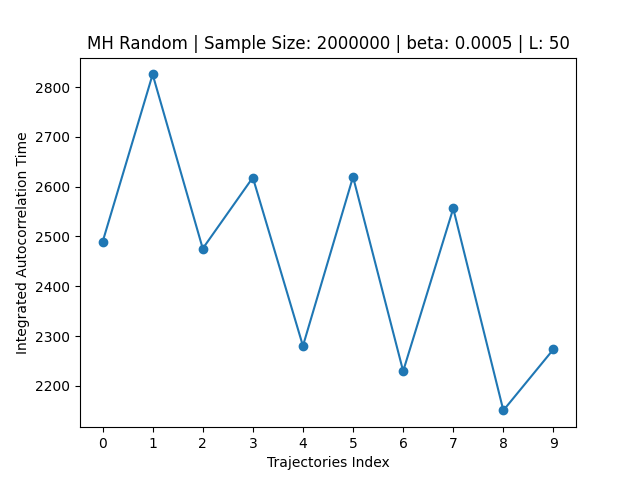 MH Random | Sample Size: 2000000 | beta: 0.0005 | L: 50
2800
2700
2600
2500
2400
2300
2200
Integrated Autocorrelation Time
0 1 2 3 4 5 6 7 8 9
Trajectories Index